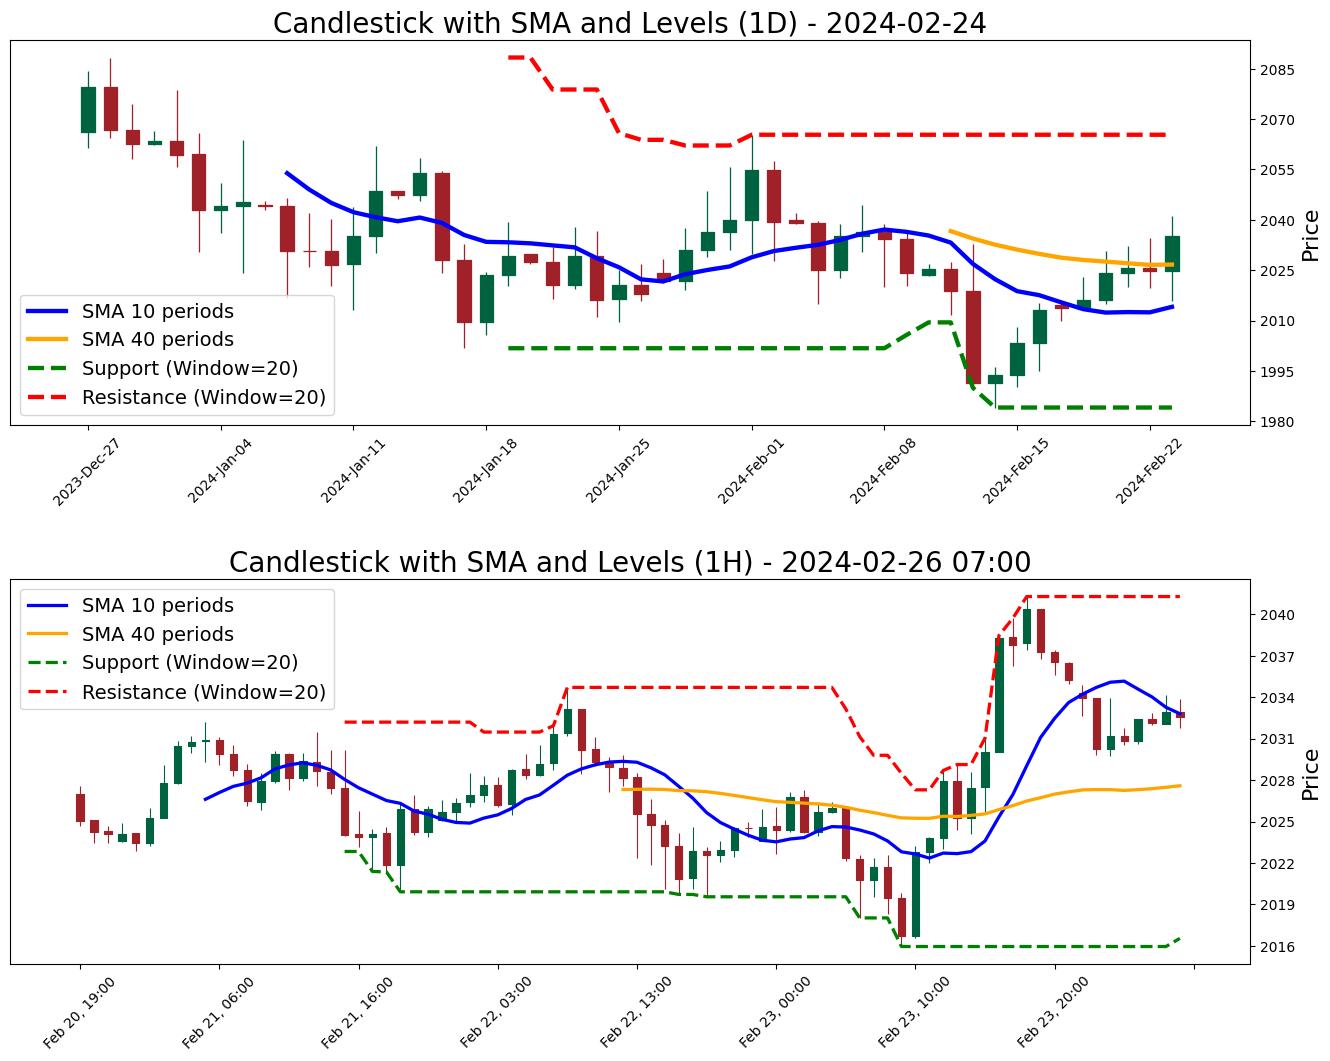 Candlestick with SMA and Levels (1D) - 2024-02-24
2085
2070
2055
2040
2025
2010
1995
1980
Price
SMA 10 periods
SMA 40 periods
Support (Window=20)
Resistance (Window=20)
2023-Dec-27
2024-Jan-04
2024-Jan-11
2024-Jan-18
2024-Jan-25
2024-Feb-01
2024-Feb-08
2024-Feb-15
2024-Feb-22
Candlestick with SMA and Levels (1H) - 2024-02-26 07:00
SMA 10 periods
SMA 40 periods
Support (Window=20)
Resistance (Window=20)
2040
2037
2034
2031
2028
2025
2022
2019
2016
Price
Feb 20, 19:00
Feb 21, 06:00
Feb 21, 16:00
Feb 22, 03:00
Feb 22, 13:00
Feb 23, 00:00
Feb 23, 10:00
Feb 23, 20:00